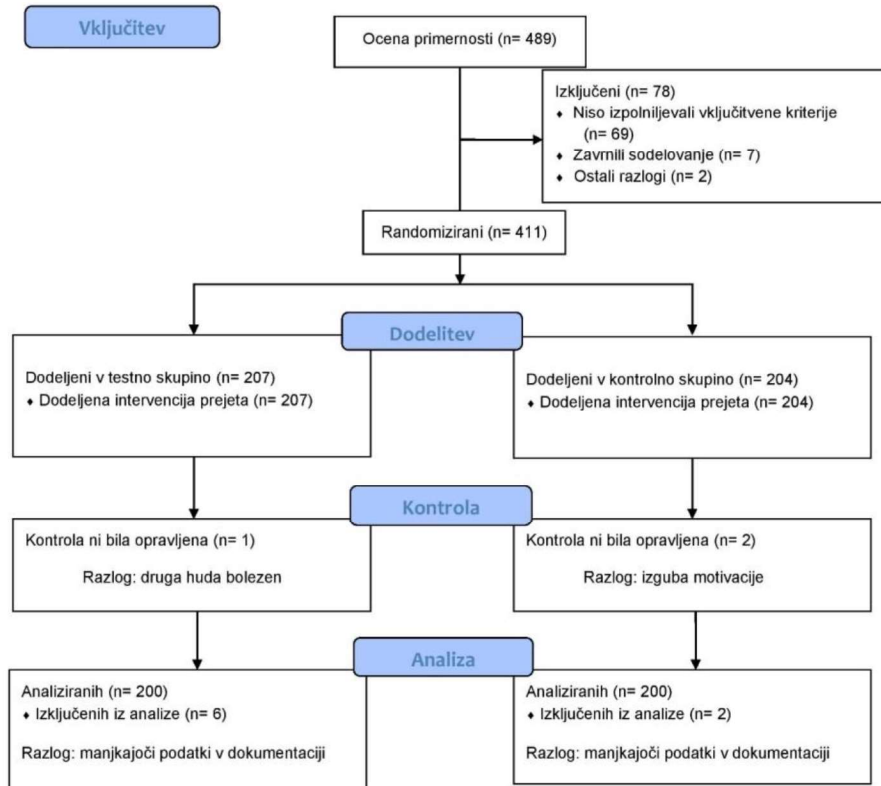 Vključitev
Ocena primernosti (n= 489)
Izključeni (n= 78)
♦ Niso izpolniljevali vključitvene kriterije
(n= 69)
♦ Zavrnili sodelovanje (n= 7)
♦ Ostali razlogi (n= 2)
Randomizirani (n= 411)
Dodelitev
Dodeljeni v testno skupino (n= 207)
♦ Dodeljena intervencija prejeta (n= 207)
Dodeljeni v kontrolno skupino (n= 204)
♦ Dodeljena intervencija prejeta (n= 204)
Kontrola
Kontrola ni bila opravljena (n= 1)
Razlog: druga huda bolezen
Kontrola ni bila opravljena (n= 2)
Razlog: izguba motivacije
Analiza
Analiziranih (n= 200)
♦ Izključenih iz analize (n= 6)
Razlog: manjkajoči podatki v dokumentaciji
Analiziranih (n= 200)
♦ Izključenih iz analize (n= 2)
Razlog: manjkajoči podatki v dokumentaciji